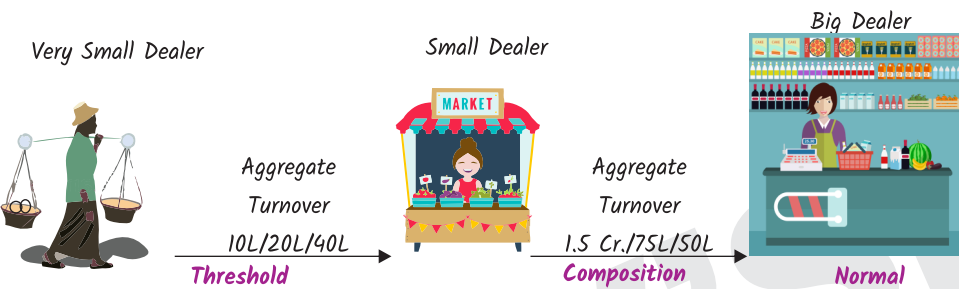 Very Small Dealer
Small Dealer
Big Dealer
MARKET
Aggregate
Turnover
10L/20L/40L
Threshold
Aggregate
Turnover
1.5 Cr./75L/50L
Composition
Normal